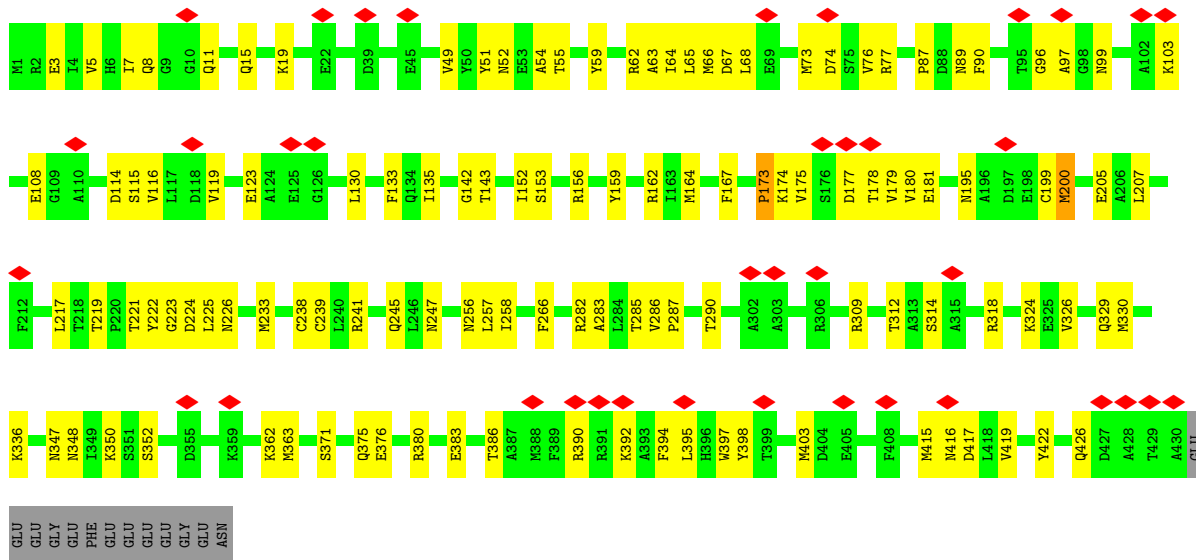 M1 R2 E3 I4 V5 H6 I7 Q8 G9 G10 Q11 Q15 K19 E22 D39 E45 V49 Y50 Y51 N52 E53 A54 T55 Y59 R62 A63 I64 L65 M66 D67 L68 E69 M73 D74 S75 V76 R77 P87 D88 N89 F90 T95 G96 A97 G98 N99 A102 K103
E108 G109 A110 D114 S115 V116 L117 D118 V119 E123 A124 E125 G126 L130 F133 Q134 I135 G142 T143 I152 S153 R156 Y159 R162 I163 M164 F167 P173 K174 V175 S176 D177 T178 V179 V180 E181 N195 A196 D197 E198 C199 M200 E205 A206 L207
F212 L217 T218 T219 P220 T221 Y222 G223 D224 L225 N226 M233 C238 C239 L240 R241 Q245 L246 N247 N256 L257 I258 F266 R282 A283 L284 T285 V286 P287 T290 A302 A303 R306 R309 T312 A313 S314 A315 R318 K324 E325 V326 Q329 M330
K336 N347 N348 I349 K350 S351 S352 D355 K359 K362 M363 S371 Q375 E376 R380 E383 T386 A387 M388 F389 R390 R391 K392 A393 F394 L395 H396 W397 Y398 T399 M403 D404 E405 F408 M415 N416 D417 L418 V419 Y422 Q426 D427 A428 T429 A430 GLU
GLU GLU GLY GLU PHE GLU GLU GLU GLU GLY GLU ASN